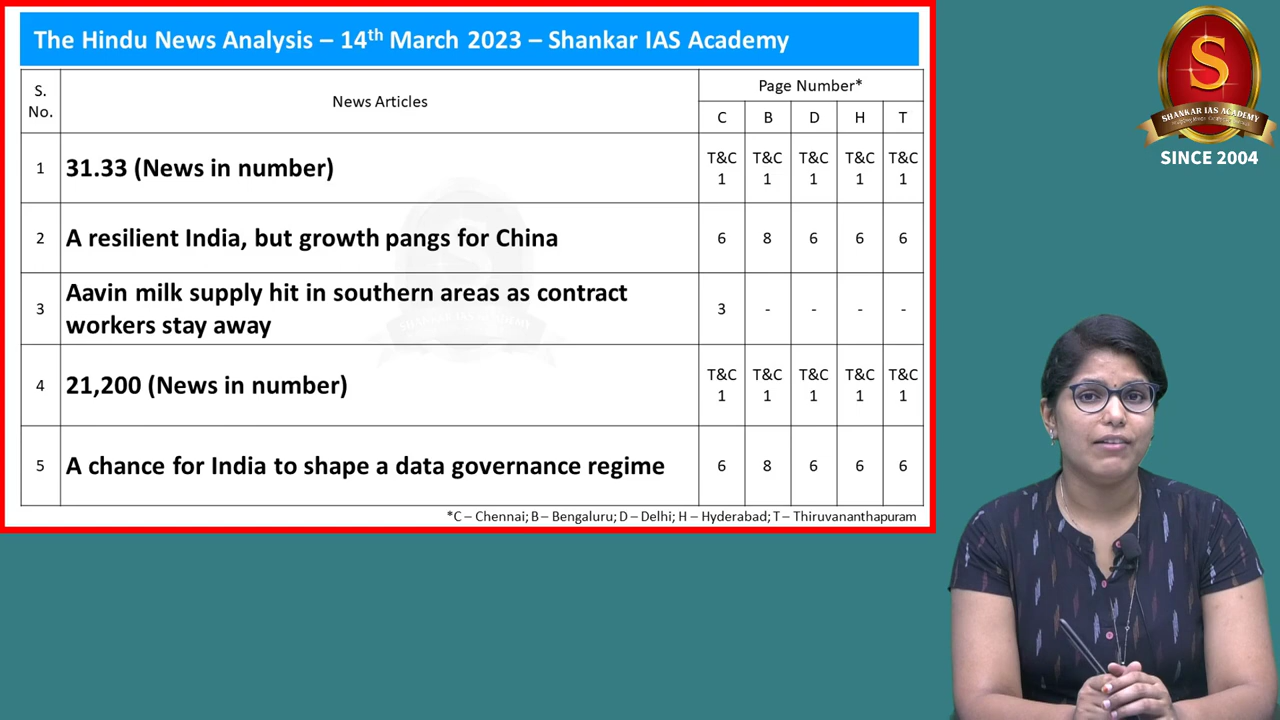 The Hindu News Analysis – 14th March 2023 – Shankar IAS Academy
S. No.
News Articles
Page Number*
C B D H T
1 31.33 (News in number) T&C 1 T&C 1 T&C 1 T&C 1 T&C 1
2 A resilient India, but growth pangs for China 6 8 6 6 6
3 Aavin milk supply hit in southern areas as contract
workers stay away 3 - - - -
4 21,200 (News in number) T&C 1 T&C 1 T&C 1 T&C 1 T&C 1
5 A chance for India to shape a data governance regime 6 8 6 6 6
*C – Chennai; B – Bengaluru; D – Delhi; H – Hyderabad; T – Thiruvananthapuram
S
SHANKAR IAS ACADEMY
SINCE 2004